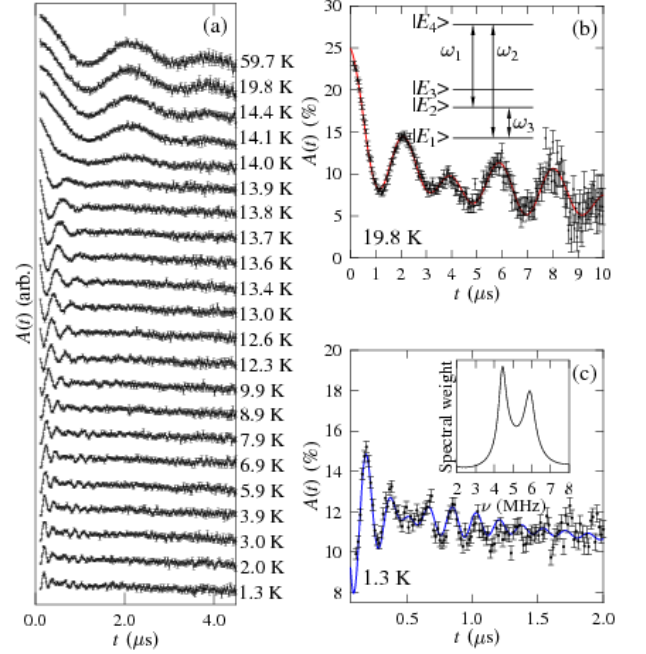 (a)
59.7 K
19.8 K
14.4 K
14.1 K
14.0 K
13.9 K
13.8 K
13.7 K
13.6 K
13.4 K
13.0 K
12.6 K
12.3 K
9.9 K
8.9 K
7.9 K
6.9 K
5.9 K
3.9 K
3.0 K
2.0 K
1.3 K
A(t) (arb.)
0.0 2.0 4.0
t (μs)
(b)
30
25
20
15
10
5
0
A(t) (%)
|E₄>
ω₁ ω₂
|E₃>
|E₂>
ω₃
|E₁>
19.8 K
0 1 2 3 4 5 6 7 8 9 10
t (μs)
(c)
20
18
16
14
12
10
8
A(t) (%)
Spectral weight
2 3 4 5 6 7 8
ν (MHz)
1.3 K
0.5 1.0 1.5 2.0
t (μs)